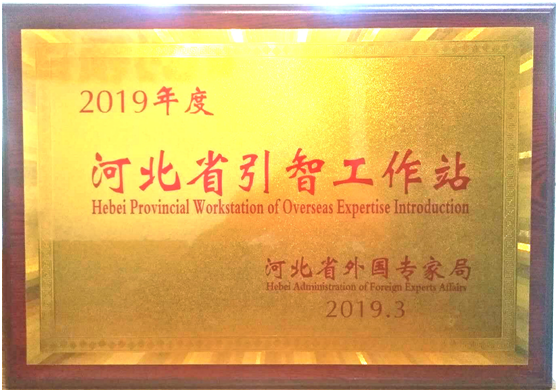 2019年度
河北省引智工作站
Hebei Provincial Workstation of Overseas Expertise Introduction
河北省外国专家局
Hebei Administration of Foreign Experts Affairs
2019.3